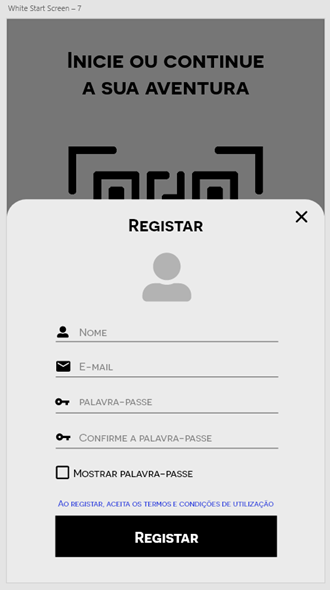 White Start Screen – 7
Inicie ou continue
a sua aventura
Registar
Nome
E-mail
palavra-passe
Confirme a palavra-passe
Mostrar palavra-passe
Ao registar, aceita os termos e condições de utilização
Registar